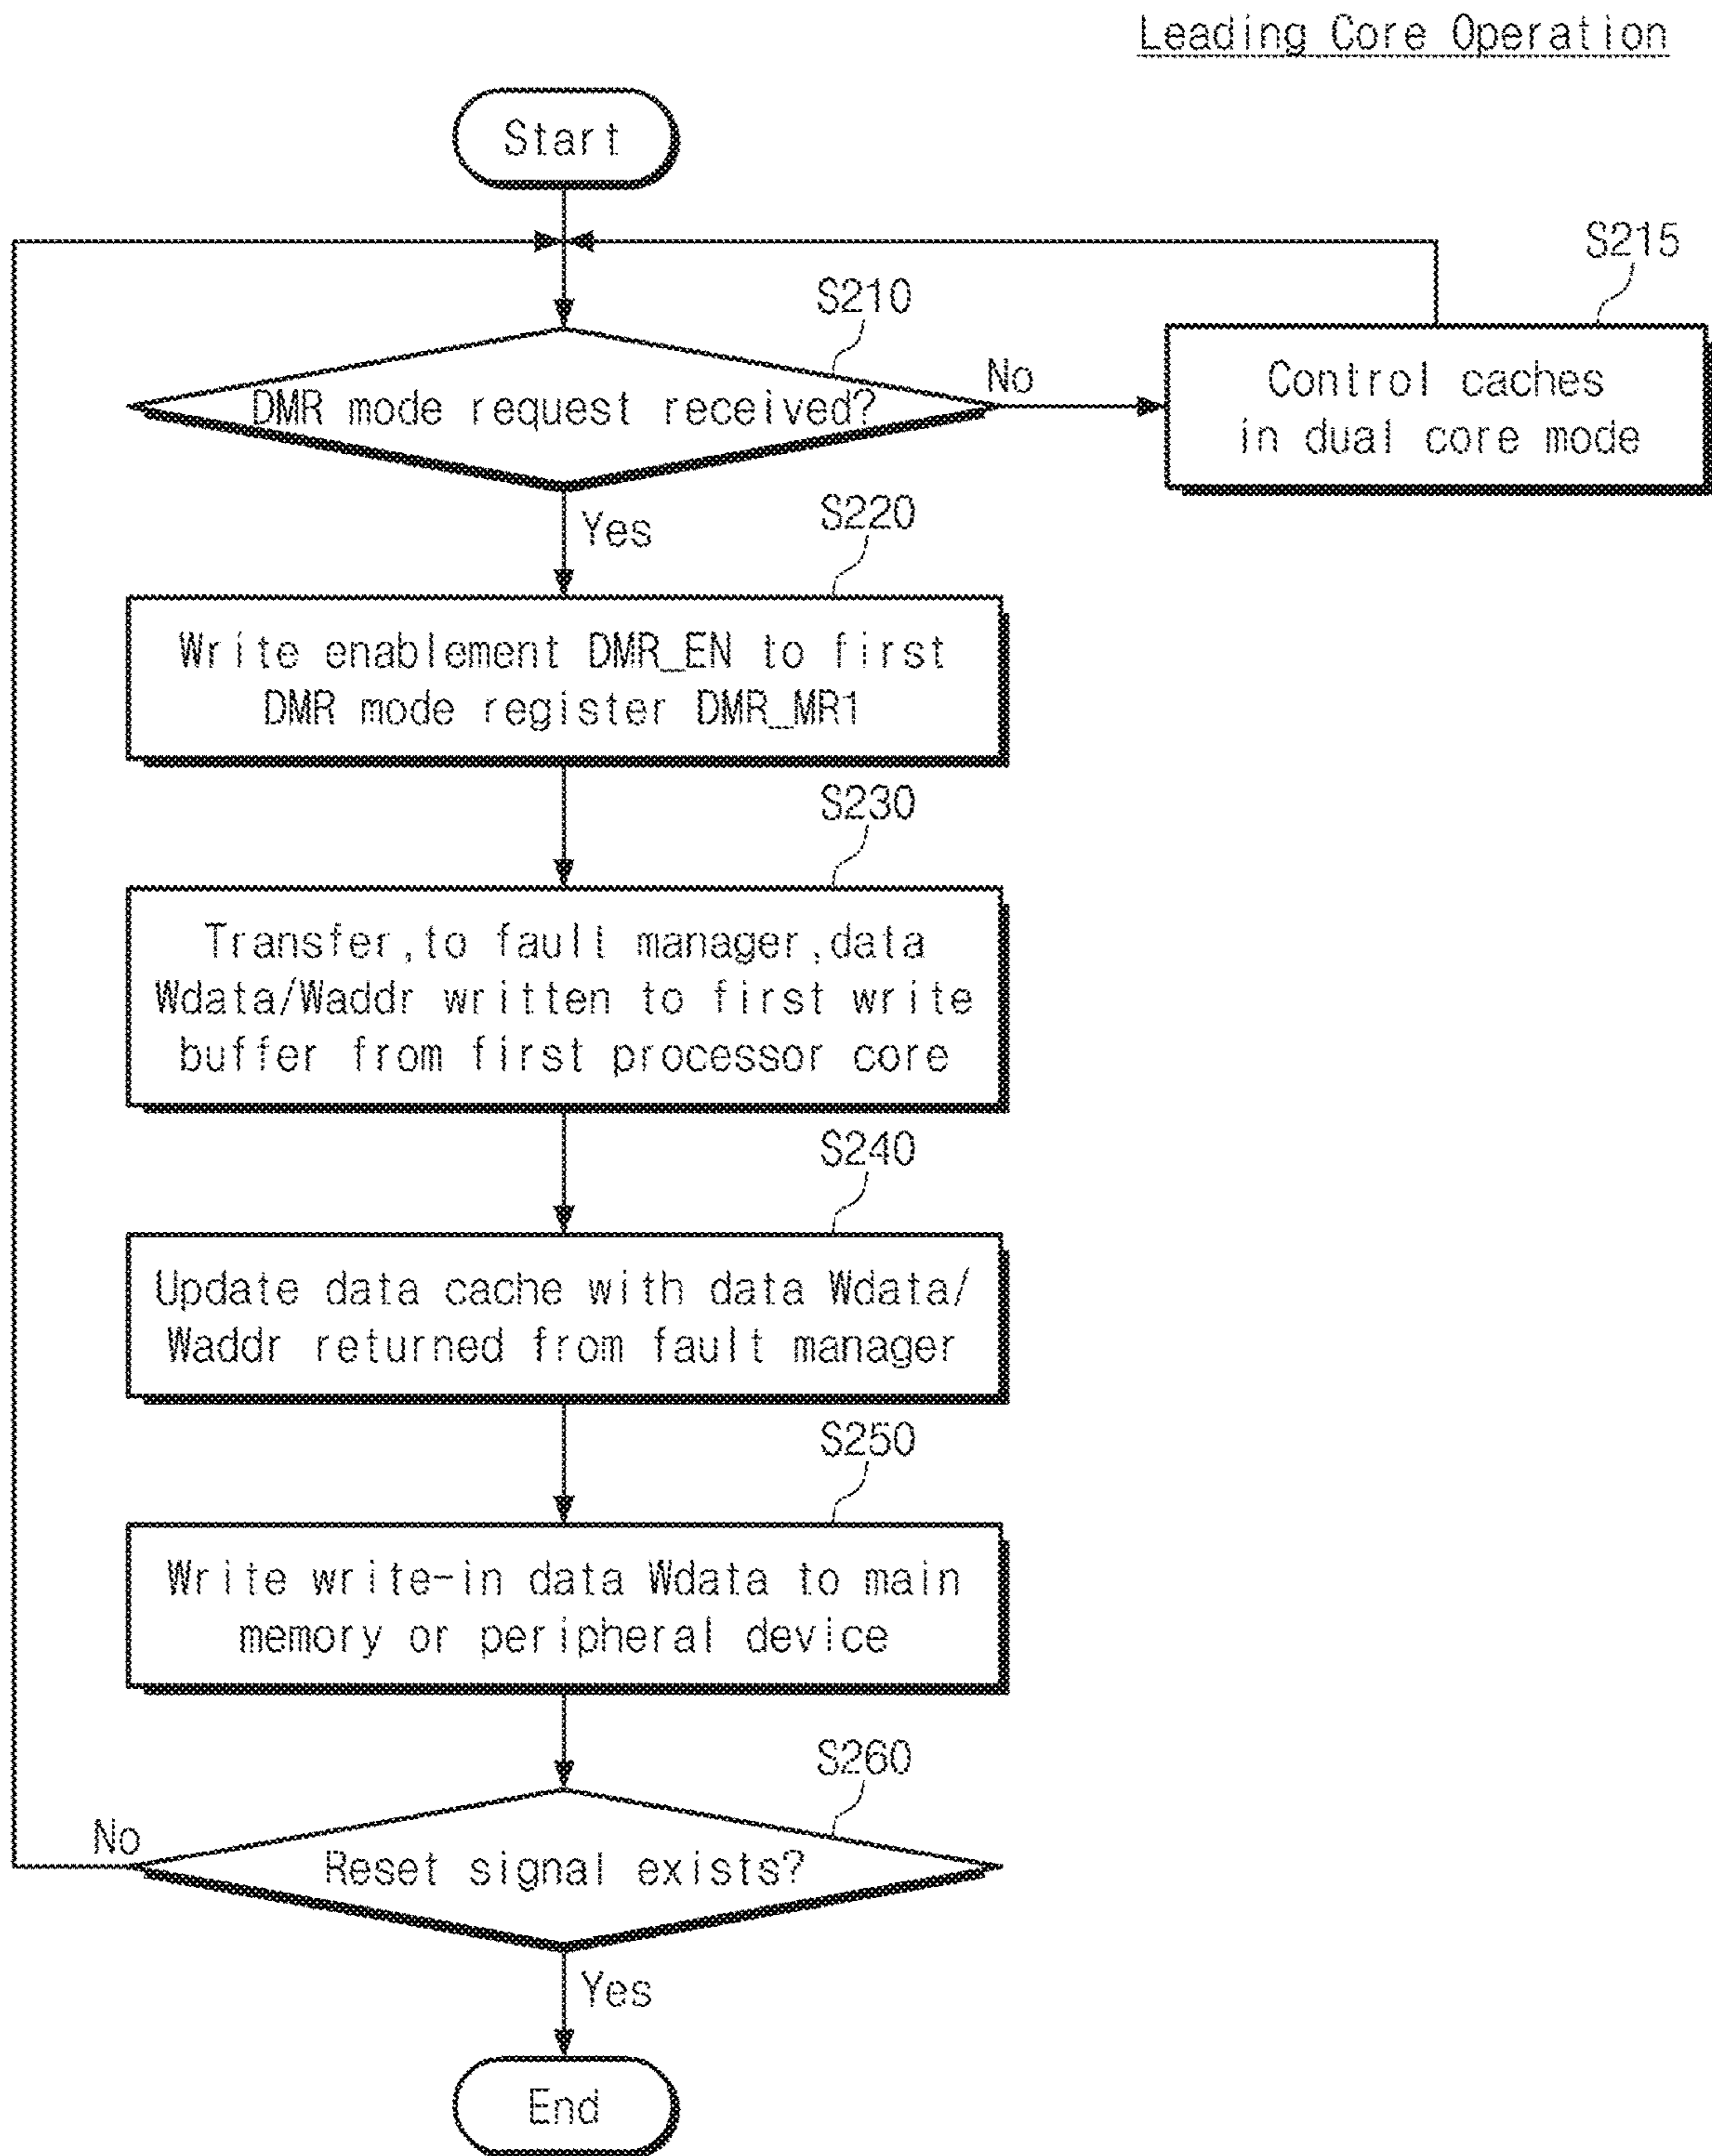 Leading Core Operation
Start
S210
DMR mode request received?
No
S215
Control caches
in dual core mode
Yes
S220
Write enablement DMR_EN to first
DMR mode register DMR_MR1
S230
Transfer,to fault manager,data
Wdata/Waddr written to first write
buffer from first processor core
S240
Update data cache with data Wdata/
Waddr returned from fault manager
S250
Write write-in data Wdata to main
memory or peripheral device
S260
Reset signal exists?
No
Yes
End